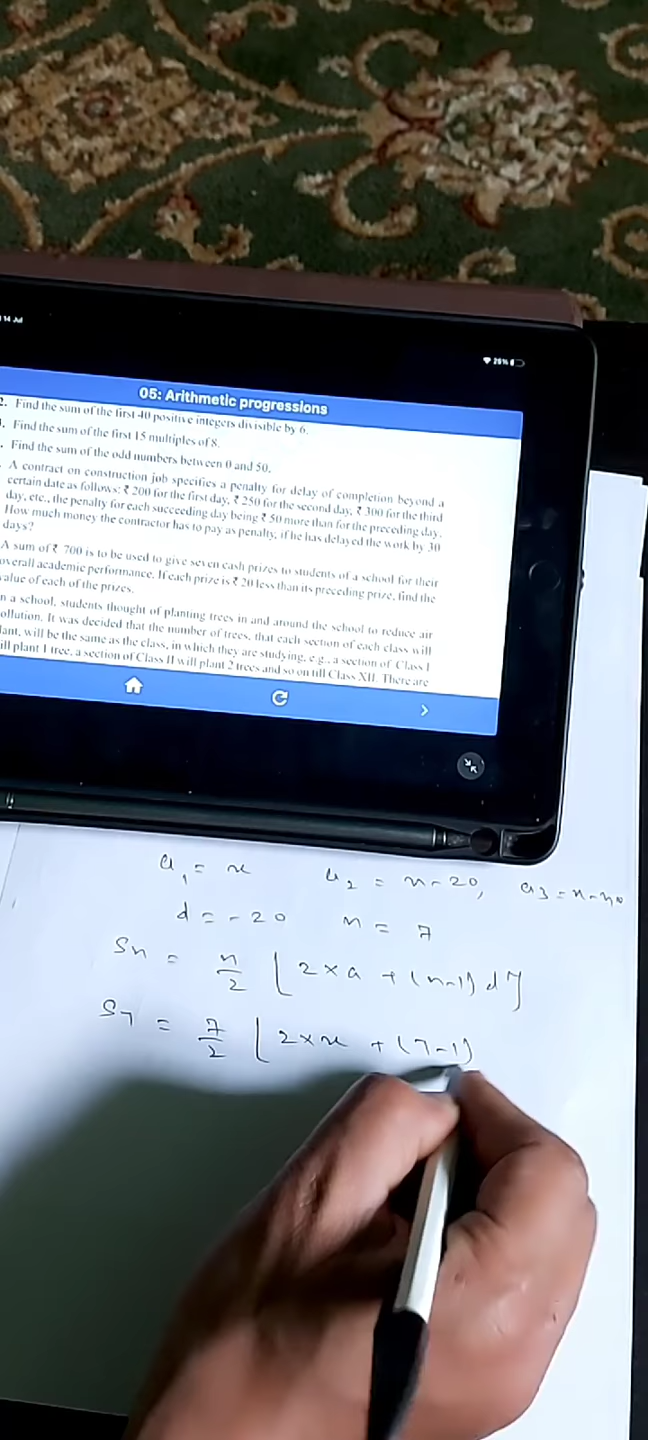 14 Jul
25%
05: Arithmetic progressions
2. Find the sum of the first 40 positive integers divisible by 6.
. Find the sum of the first 15 multiples of 8.
. Find the sum of the odd numbers between 0 and 50.
A contract on construction job specifies a penalty for delay of completion beyond a
certain date as follows: ₹ 200 for the first day, ₹ 250 for the second day, ₹ 300 for the third
day, etc., the penalty for each succeeding day being ₹ 50 more than for the preceding day.
How much money the contractor has to pay as penalty, if he has delayed the work by 30
days?
A sum of ₹ 700 is to be used to give seven cash prizes to students of a school for their
overall academic performance. If each prize is ₹ 20 less than its preceding prize, find the
value of each of the prizes.
n a school, students thought of planting trees in and around the school to reduce air
ollution. It was decided that the number of trees, that each section of each class will
lant, will be the same as the class, in which they are studying, e.g., a section of Class I
ill plant 1 tree, a section of Class II will plant 2 trees and so on till Class XII. There are
a₁ = x a₂ = x - 20, a₃ = x - 40
d = - 20 n = 7
Sn = n/2 [2 × a + (n-1) d]
S7 = 7/2 [2 × x + (7-1)